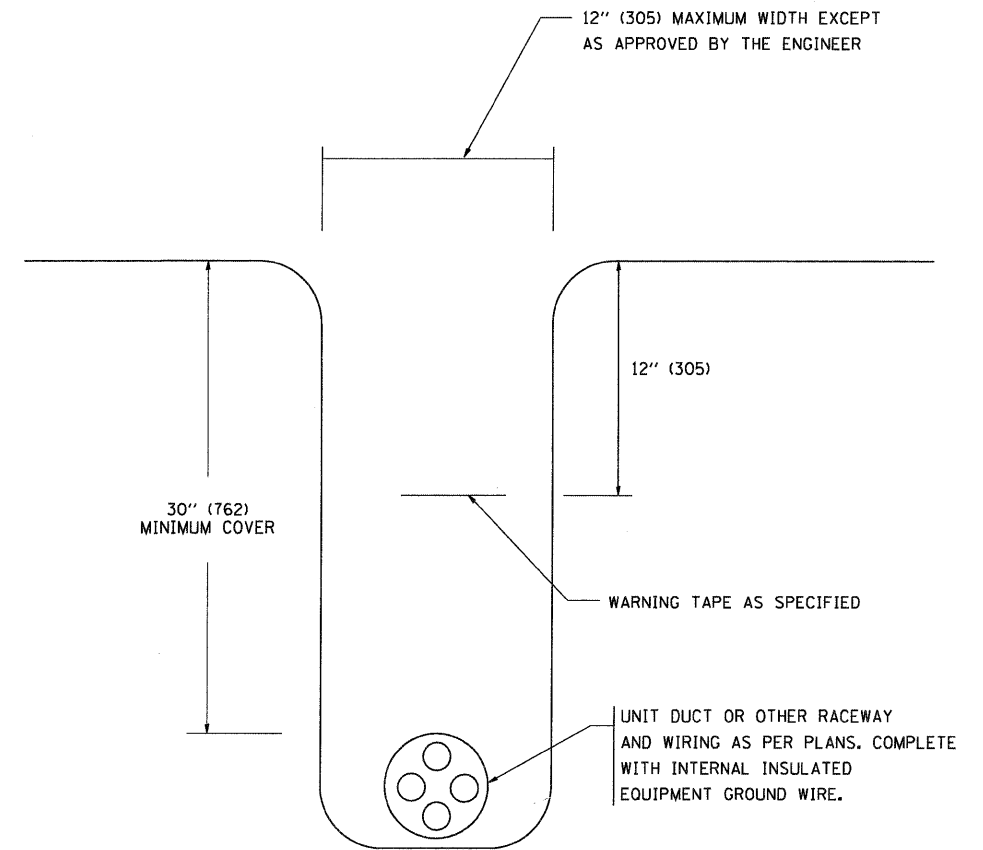 12" (305) MAXIMUM WIDTH EXCEPT
AS APPROVED BY THE ENGINEER
12" (305)
30" (762)
MINIMUM COVER
WARNING TAPE AS SPECIFIED
UNIT DUCT OR OTHER RACEWAY
AND WIRING AS PER PLANS. COMPLETE
WITH INTERNAL INSULATED
EQUIPMENT GROUND WIRE.